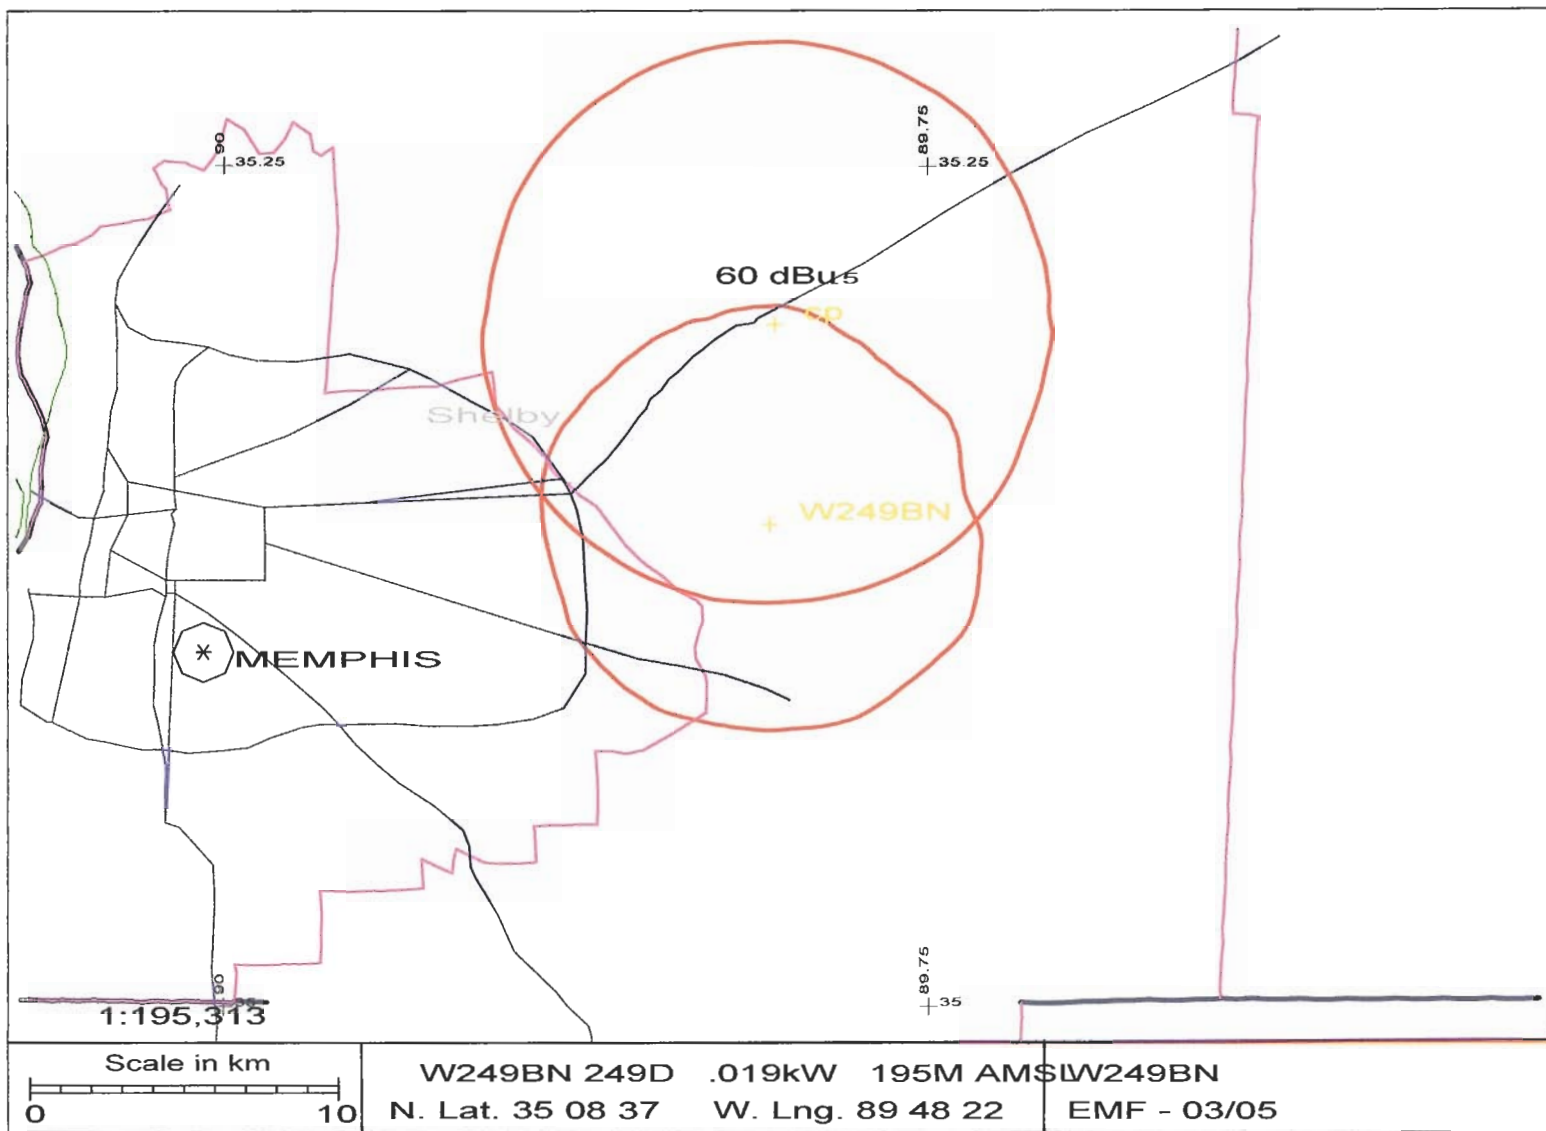 90
35.25
89.75
35.25
60 dBu 5
cp
Shelby
W249BN
MEMPHIS
90
35
89.75
35
1:195,313
Scale in km
0 10
W249BN 249D .019kW 195M AMSL
N. Lat. 35 08 37 W. Lng. 89 48 22
W249BN
EMF - 03/05